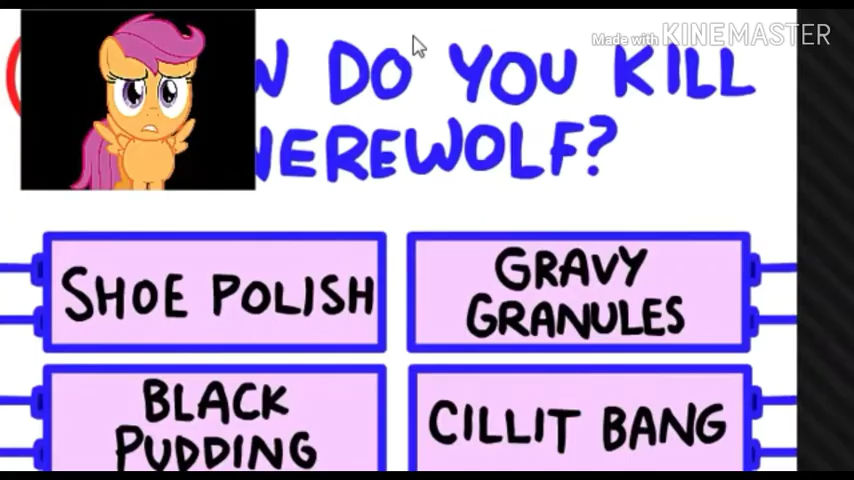 Made with KINEMASTER
DO YOU KILL
WEREWOLF?
SHOE POLISH
GRAVY
GRANULES
BLACK
PUDDING
CILLIT BANG